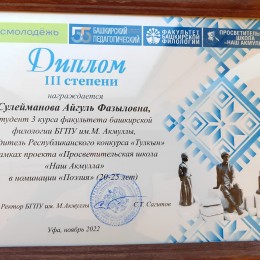 СМОЛОДЁЖО
55 БАШКИРСКИЙ ПЕДАГОГИЧЕСКИЙ
ФАКУЛЬТЕТ БАШКИРСКОЙ ФИЛОЛОГИИ
ПРОСВЕТИТЕЛЬСКАЯ ШКОЛА «НАШ АКМУЛЛА»
Диплом
III степени
награждается
Сулейманова Айгуль Фазыловна,
студент 3 курса факультета башкирской
филологии БГПУ им.М. Акмуллы,
Республиканского конкурса «Тулкын»
рамках проекта «Просветительская школа
«Наш Акмулла»
в номинации «Поэзия» (20-25 лет)
Ректор БГПУ им. М.Акмуллы
С.Т. Сагитов
Уфа, ноябрь 2022